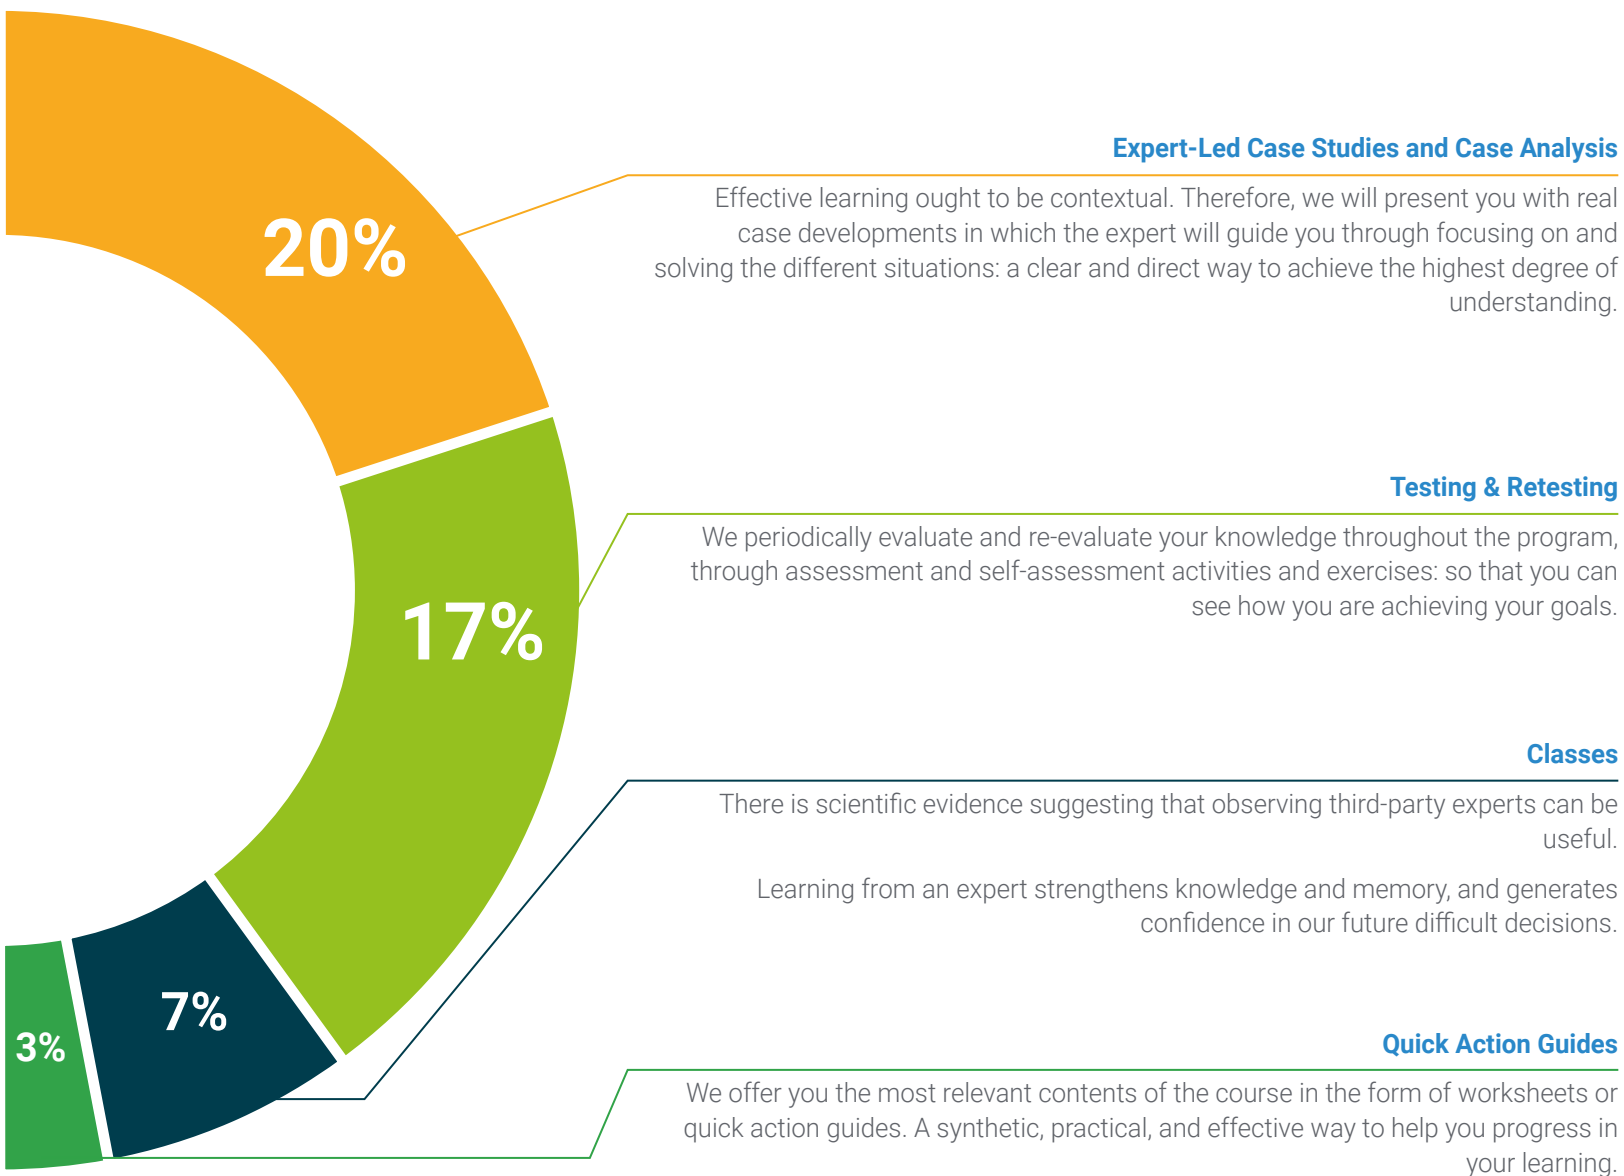 20%
Expert-Led Case Studies and Case Analysis
Effective learning ought to be contextual. Therefore, we will present you with real
case developments in which the expert will guide you through focusing on and
solving the different situations: a clear and direct way to achieve the highest degree of
understanding.
17%
Testing & Retesting
We periodically evaluate and re-evaluate your knowledge throughout the program,
through assessment and self-assessment activities and exercises: so that you can
see how you are achieving your goals.
7%
Classes
There is scientific evidence suggesting that observing third-party experts can be
useful.
Learning from an expert strengthens knowledge and memory, and generates
confidence in our future difficult decisions.
3%
Quick Action Guides
We offer you the most relevant contents of the course in the form of worksheets or
quick action guides. A synthetic, practical, and effective way to help you progress in
your learning.